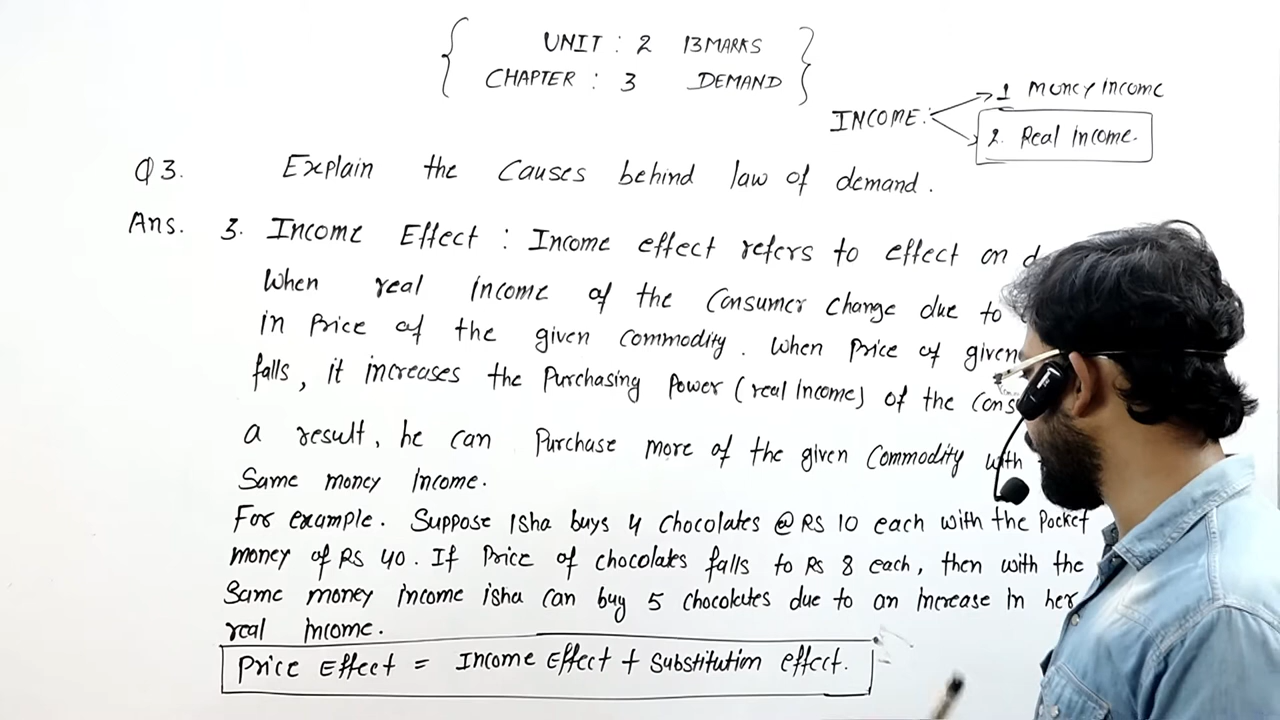 UNIT : 2 13 MARKS
CHAPTER : 3 DEMAND
INCOME :
1 Money income
2. Real income.
Q 3. Explain the Causes behind law of demand.
Ans. 3. Income Effect : Income effect refers to effect on
When real income of the Consumer change due to
in Price of the given commodity. When Price of given
falls, it increases the Purchasing Power (real income) of the
a result, he can Purchase more of the given Commodity with
Same money income.
For example. Suppose Isha buys 4 chocolates @ RS 10 each with the Pocket
money of RS 40. If Price of chocolates falls to RS 8 each, then with the
Same money income isha can buy 5 chocolates due to an increase in her
real income.
Price Effect = Income Effect + Substitution effect.